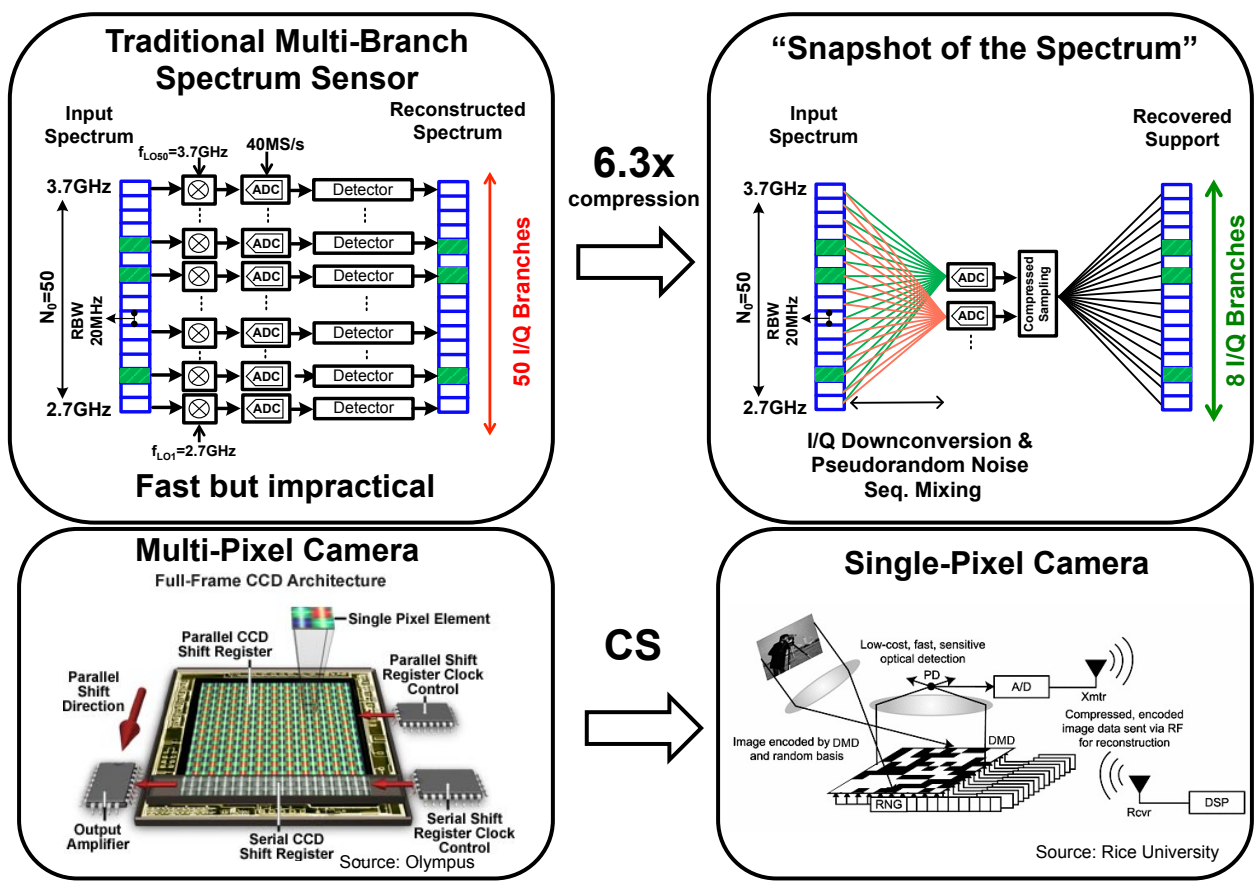 Traditional Multi-Branch
Spectrum Sensor
Input
Spectrum
Reconstructed
Spectrum
fLO50=3.7GHz
40MS/s
3.7GHz
ADC
Detector
ADC
Detector
ADC
Detector
N0=50
RBW
20MHz
ADC
Detector
ADC
Detector
2.7GHz
ADC
Detector
fLO1=2.7GHz
50 I/Q Branches
Fast but impractical
6.3x
compression
“Snapshot of the Spectrum”
Input
Spectrum
Recovered
Support
3.7GHz
N0=50
RBW
20MHz
ADC
ADC
Compressed
Sampling
2.7GHz
8 I/Q Branches
I/Q Downconversion &
Pseudorandom Noise
Seq. Mixing
Multi-Pixel Camera
Full-Frame CCD Architecture
Single Pixel Element
Parallel CCD
Shift Register
Parallel Shift
Register Clock
Control
Parallel
Shift
Direction
Output
Amplifier
Serial CCD
Shift Register
Serial Shift
Register Clock
Control
Source: Olympus
CS
Single-Pixel Camera
Low-cost, fast, sensitive
optical detection
PD
A/D
Xmtr
Compressed, encoded
image data sent via RF
for reconstruction
Image encoded by DMD
and random basis
DMD
RNG
Rcvr
DSP
Source: Rice University